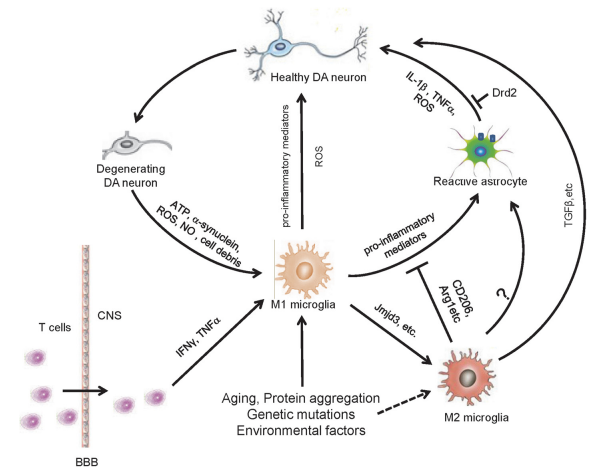 Healthy DA neuron
IL-1β, TNFα,
ROS
Drd2
Degenerating
DA neuron
pro-inflammatory mediators
ROS
Reactive astrocyte
TGFβ,etc
ATP, α-synuclein,
ROS, NO , cell debris
pro-inflammatory
mediators
M1 microglia
CD206,
Arg1etc
?
T cells
CNS
IFNγ, TNFα
Jmjd3, etc.
Aging, Protein aggregation
Genetic mutations
Environmental factors
M2 microglia
BBB